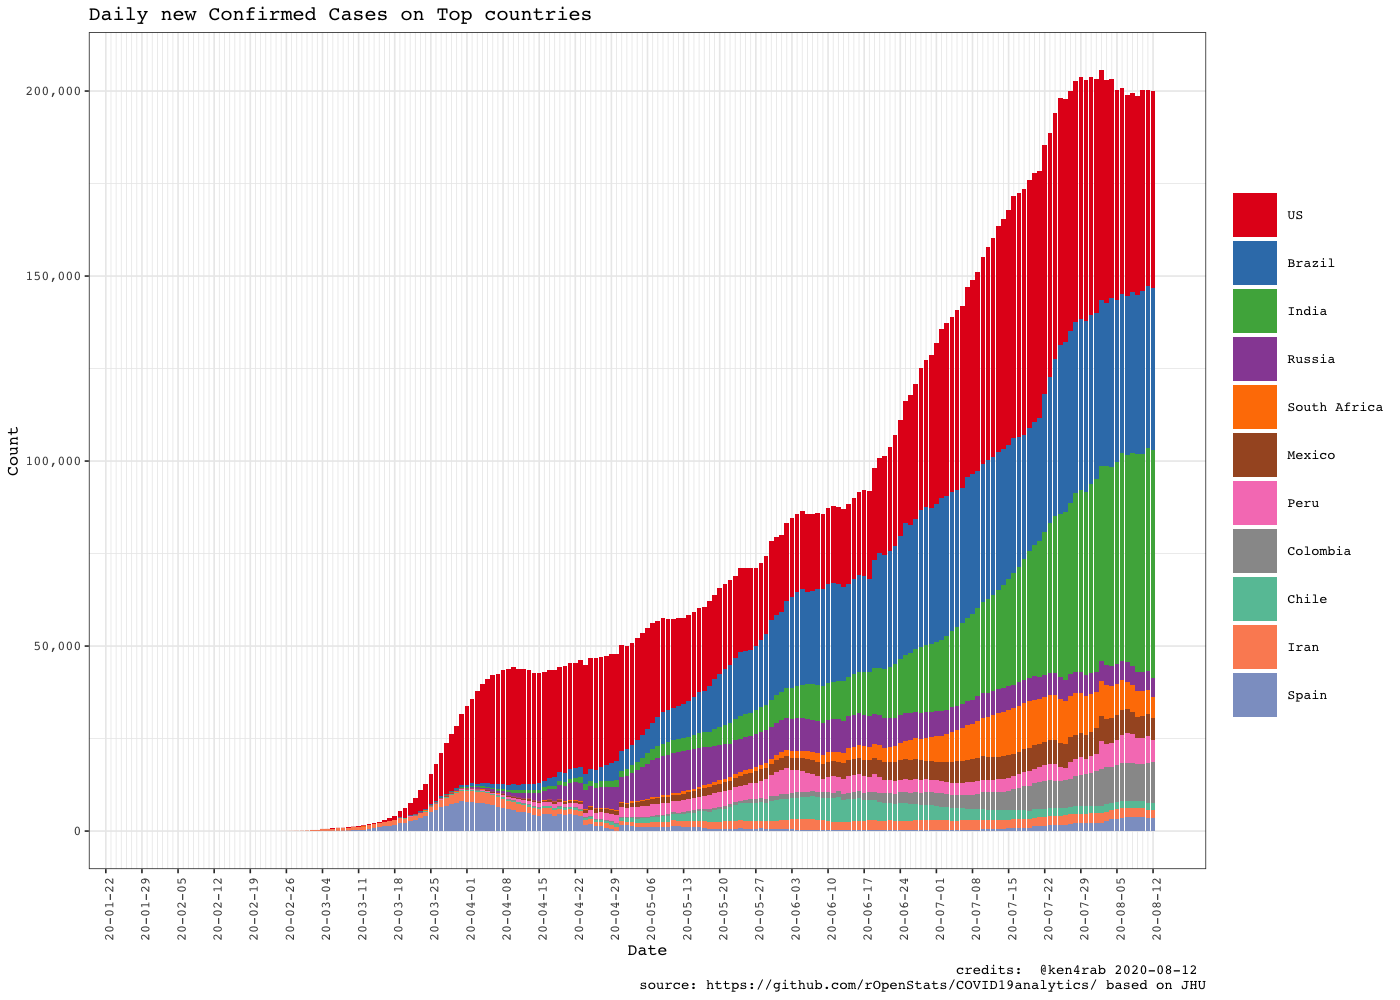 Daily new Confirmed Cases on Top countries
Count
200,000
150,000
100,000
50,000
0
20-01-22
20-01-29
20-02-05
20-02-12
20-02-19
20-02-26
20-03-04
20-03-11
20-03-18
20-03-25
20-04-01
20-04-08
20-04-15
20-04-22
20-04-29
20-05-06
20-05-13
20-05-20
20-05-27
20-06-03
20-06-10
20-06-17
20-06-24
20-07-01
20-07-08
20-07-15
20-07-22
20-07-29
20-08-05
20-08-12
Date
US
Brazil
India
Russia
South Africa
Mexico
Peru
Colombia
Chile
Iran
Spain
credits: @ken4rab 2020-08-12
source: https://github.com/rOpenStats/COVID19analytics/ based on JHU